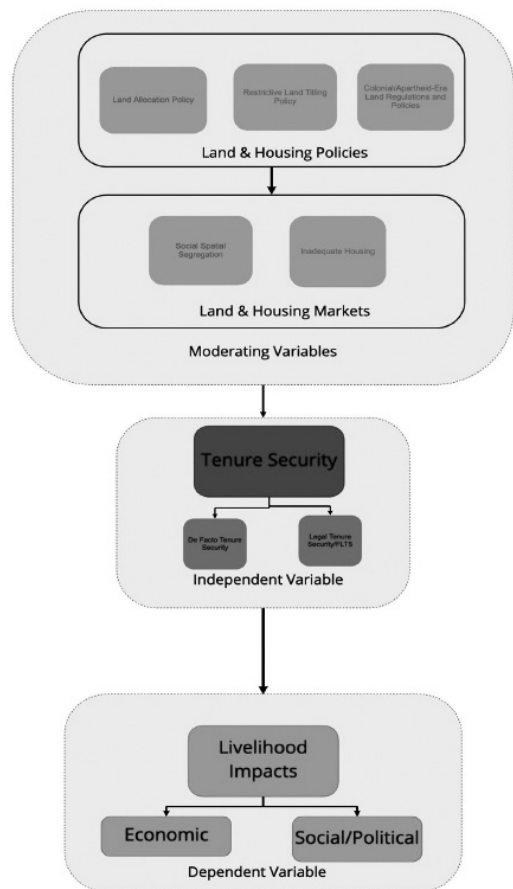 Land Allocation Policy
Restrictive Land Titling
Policy
Colonial/Apartheid-Era
Land Regulations and
Policies
Land & Housing Policies
Social Spatial
Segregation
Inadequate Housing
Land & Housing Markets
Moderating Variables
Tenure Security
De Facto Tenure
Security
Legal Tenure
Security/FLTS
Independent Variable
Livelihood
Impacts
Economic
Social/Political
Dependent Variable